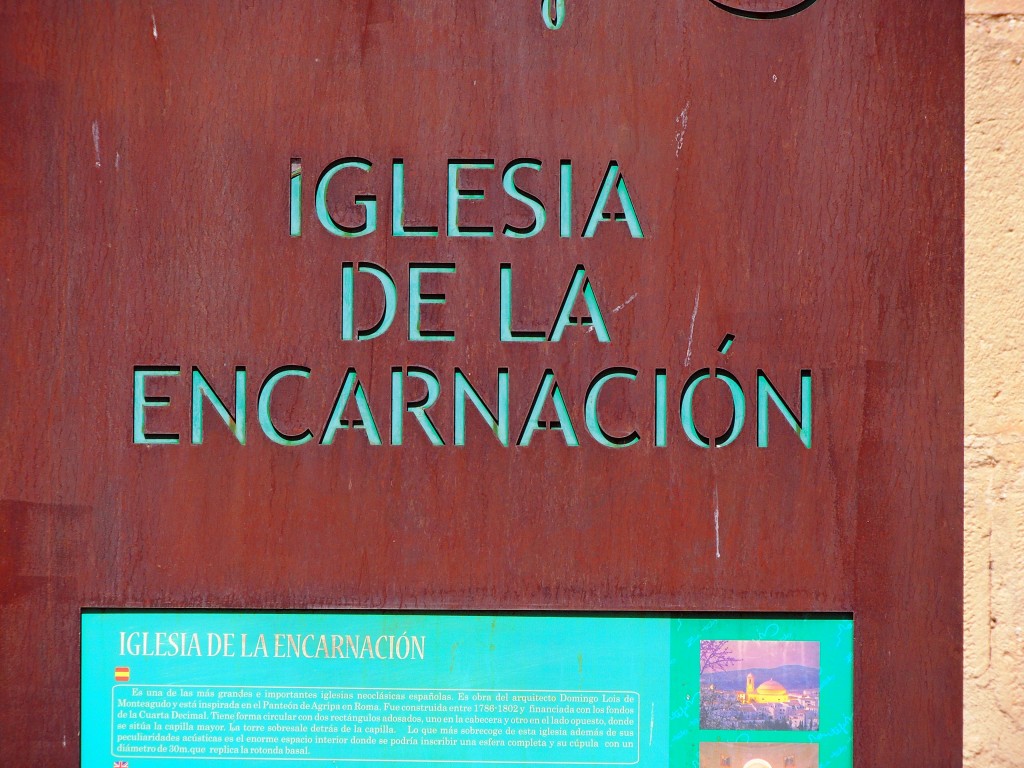 IGLESIA
DE LA
ENCARNACIÓN
IGLESIA DE LA ENCARNACIÓN
Es una de las más grandes e importantes iglesias neoclásicas españolas. Es obra del arquitecto Domingo Lois de
Monteagudo y está inspirada en el Panteón de Agripa en Roma. Fue construida entre 1786-1802 y financiada con los fondos
de la Cuarta Decimal. Tiene forma circular con dos rectángulos adosados, uno en la cabecera y otro en el lado opuesto, donde
se sitúa la capilla mayor. La torre sobresale detrás de la capilla. Lo que más sobrecoge de esta iglesia además de sus
peculiaridades acústicas es el enorme espacio interior donde se podría inscribir una esfera completa y su cúpula con un
diámetro de 30m.que replica la rotonda basal.